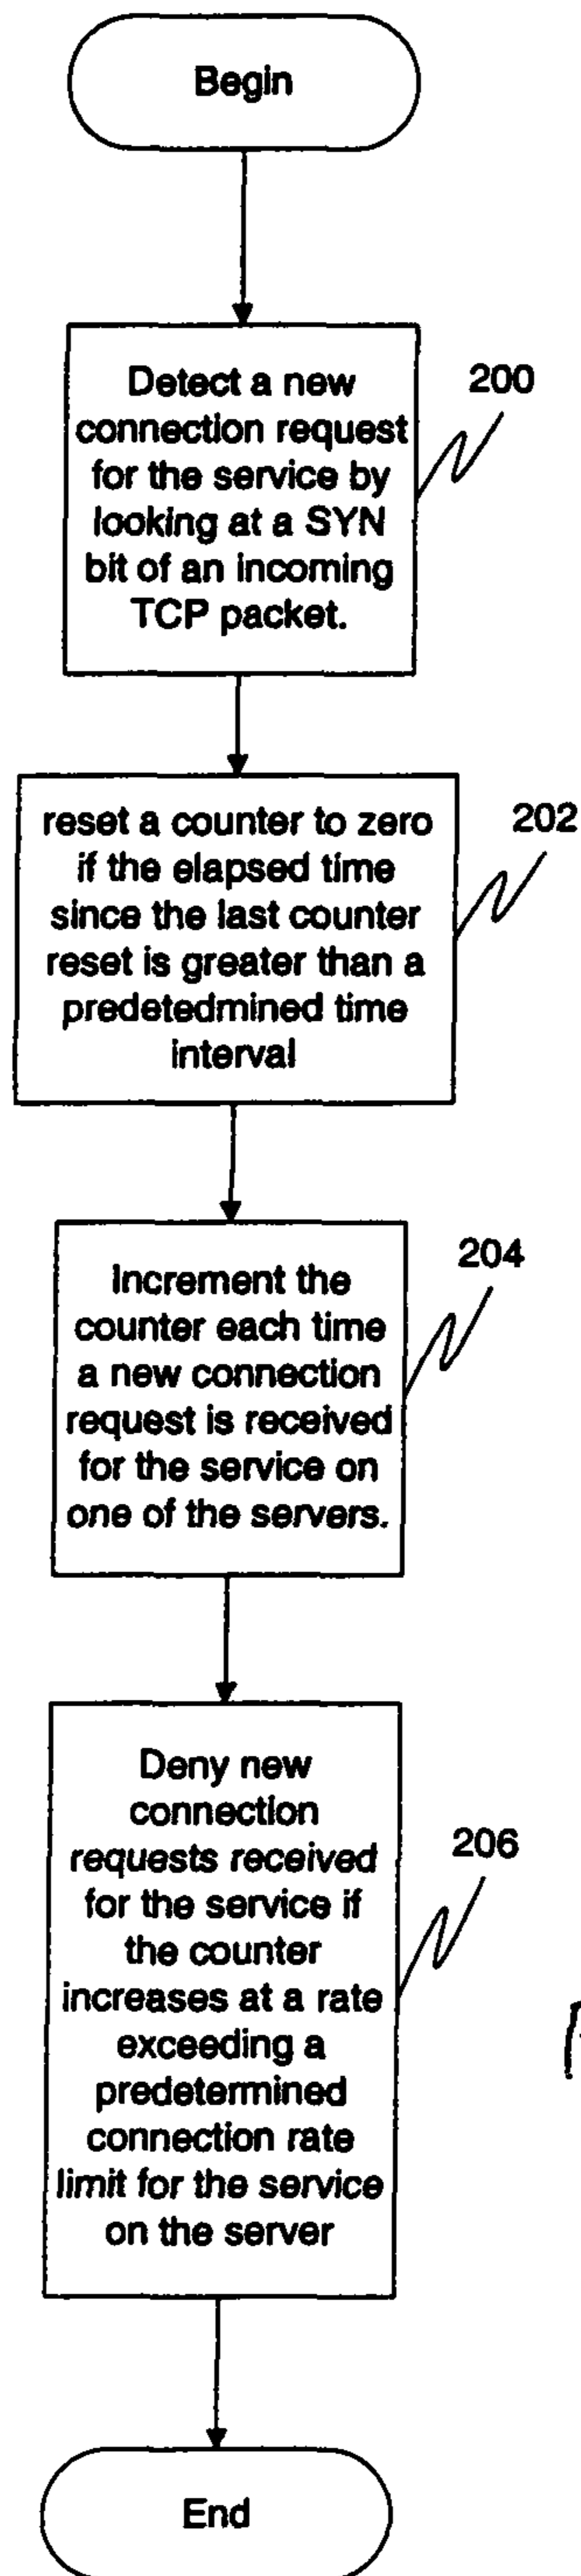 Begin
Detect a new
connection request
for the service by
looking at a SYN
bit of an incoming
TCP packet.
200
reset a counter to zero
if the elapsed time
since the last counter
reset is greater than a
predetedmined time
interval
202
Increment the
counter each time
a new connection
request is received
for the service on
one of the servers.
204
Deny new
connection
requests received
for the service if
the counter
increases at a rate
exceeding a
predetermined
connection rate
limit for the service
on the server
206
End